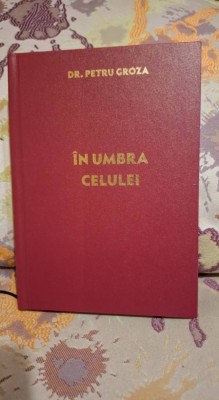 DR. PETRU GROZA
ÎN UMBRA
CELULEI